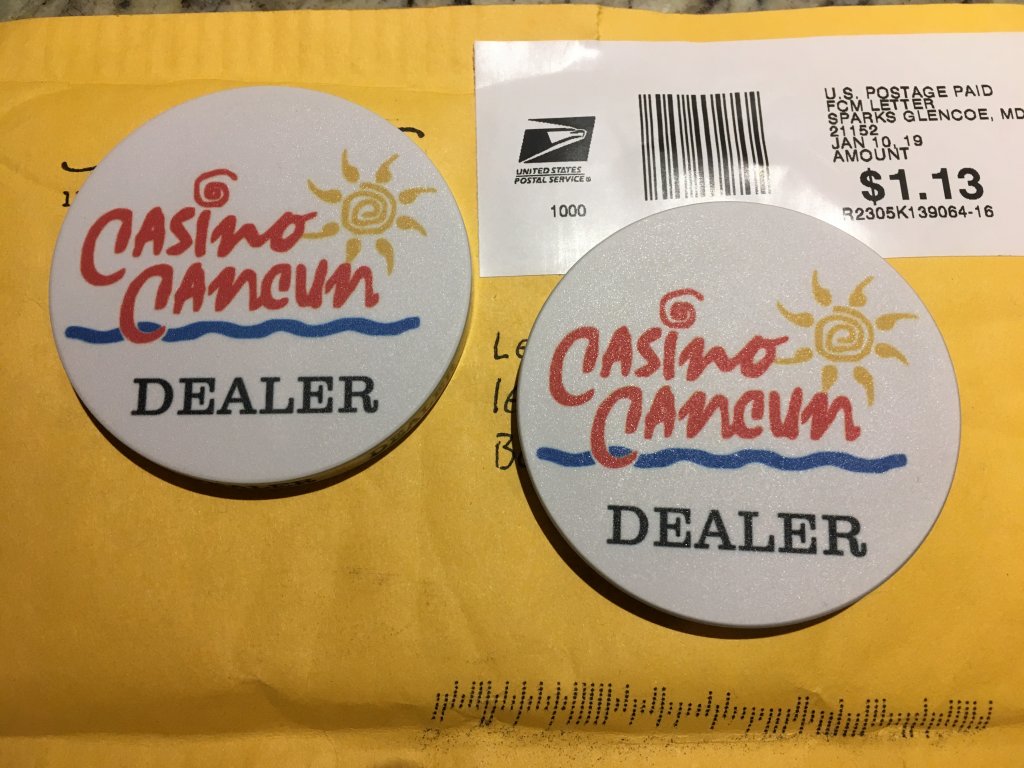 CASINO
CANCUN
DEALER
UNITED STATES
POSTAL SERVICE®
1000
U.S. POSTAGE PAID
FCM LETTER
SPARKS GLENCOE, MD
21152
JAN 10, 19
AMOUNT
$1.13
R2305K139064-16
CASINO
CANCUN
DEALER